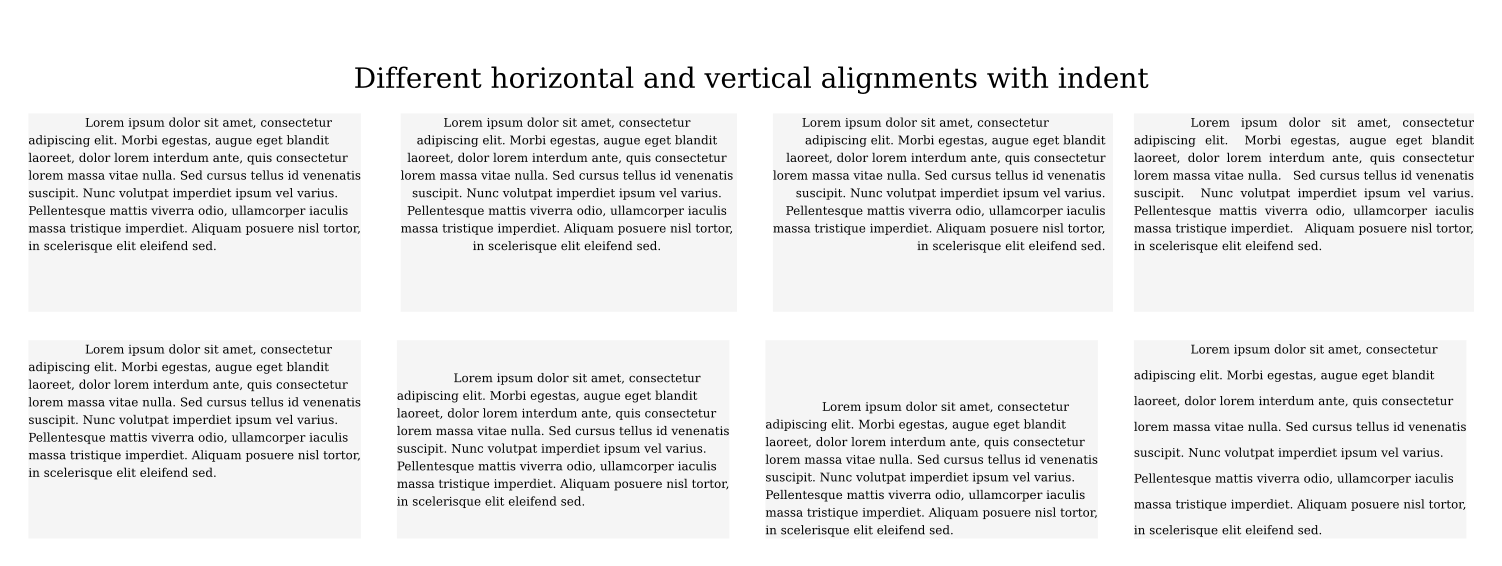 Different horizontal and vertical alignments with indent
Lorem ipsum dolor sit amet, consectetur
adipiscing elit. Morbi egestas, augue eget blandit
laoreet, dolor lorem interdum ante, quis consectetur
lorem massa vitae nulla. Sed cursus tellus id venenatis
suscipit. Nunc volutpat imperdiet ipsum vel varius.
Pellentesque mattis viverra odio, ullamcorper iaculis
massa tristique imperdiet. Aliquam posuere nisl tortor,
in scelerisque elit eleifend sed.
Lorem ipsum dolor sit amet, consectetur
adipiscing elit. Morbi egestas, augue eget blandit
laoreet, dolor lorem interdum ante, quis consectetur
lorem massa vitae nulla. Sed cursus tellus id venenatis
suscipit. Nunc volutpat imperdiet ipsum vel varius.
Pellentesque mattis viverra odio, ullamcorper iaculis
massa tristique imperdiet. Aliquam posuere nisl tortor,
in scelerisque elit eleifend sed.
Lorem ipsum dolor sit amet, consectetur
adipiscing elit. Morbi egestas, augue eget blandit
laoreet, dolor lorem interdum ante, quis consectetur
lorem massa vitae nulla. Sed cursus tellus id venenatis
suscipit. Nunc volutpat imperdiet ipsum vel varius.
Pellentesque mattis viverra odio, ullamcorper iaculis
massa tristique imperdiet. Aliquam posuere nisl tortor,
in scelerisque elit eleifend sed.
Lorem ipsum dolor sit amet, consectetur
adipiscing elit. Morbi egestas, augue eget blandit
laoreet, dolor lorem interdum ante, quis consectetur
lorem massa vitae nulla. Sed cursus tellus id venenatis
suscipit. Nunc volutpat imperdiet ipsum vel varius.
Pellentesque mattis viverra odio, ullamcorper iaculis
massa tristique imperdiet. Aliquam posuere nisl tortor,
in scelerisque elit eleifend sed.
Lorem ipsum dolor sit amet, consectetur
adipiscing elit. Morbi egestas, augue eget blandit
laoreet, dolor lorem interdum ante, quis consectetur
lorem massa vitae nulla. Sed cursus tellus id venenatis
suscipit. Nunc volutpat imperdiet ipsum vel varius.
Pellentesque mattis viverra odio, ullamcorper iaculis
massa tristique imperdiet. Aliquam posuere nisl tortor,
in scelerisque elit eleifend sed.
Lorem ipsum dolor sit amet, consectetur
adipiscing elit. Morbi egestas, augue eget blandit
laoreet, dolor lorem interdum ante, quis consectetur
lorem massa vitae nulla. Sed cursus tellus id venenatis
suscipit. Nunc volutpat imperdiet ipsum vel varius.
Pellentesque mattis viverra odio, ullamcorper iaculis
massa tristique imperdiet. Aliquam posuere nisl tortor,
in scelerisque elit eleifend sed.
Lorem ipsum dolor sit amet, consectetur
adipiscing elit. Morbi egestas, augue eget blandit
laoreet, dolor lorem interdum ante, quis consectetur
lorem massa vitae nulla. Sed cursus tellus id venenatis
suscipit. Nunc volutpat imperdiet ipsum vel varius.
Pellentesque mattis viverra odio, ullamcorper iaculis
massa tristique imperdiet. Aliquam posuere nisl tortor,
in scelerisque elit eleifend sed.
Lorem ipsum dolor sit amet, consectetur
adipiscing elit. Morbi egestas, augue eget blandit
laoreet, dolor lorem interdum ante, quis consectetur
lorem massa vitae nulla. Sed cursus tellus id venenatis
suscipit. Nunc volutpat imperdiet ipsum vel varius.
Pellentesque mattis viverra odio, ullamcorper iaculis
massa tristique imperdiet. Aliquam posuere nisl tortor,
in scelerisque elit eleifend sed.